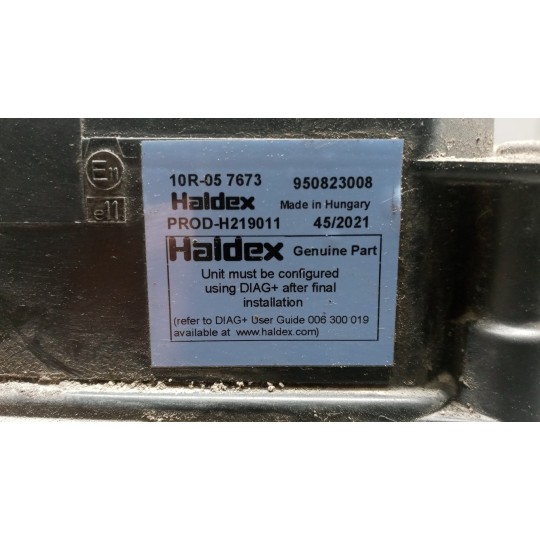 E11
e11
10R-05 7673 950823008
Haldex Made in Hungary
PROD-H219011 45/2021
Haldex Genuine Part
Unit must be configured
using DIAG+ after final
installation
(refer to DIAG+ User Guide 006 300 019
available at www.haldex.com)